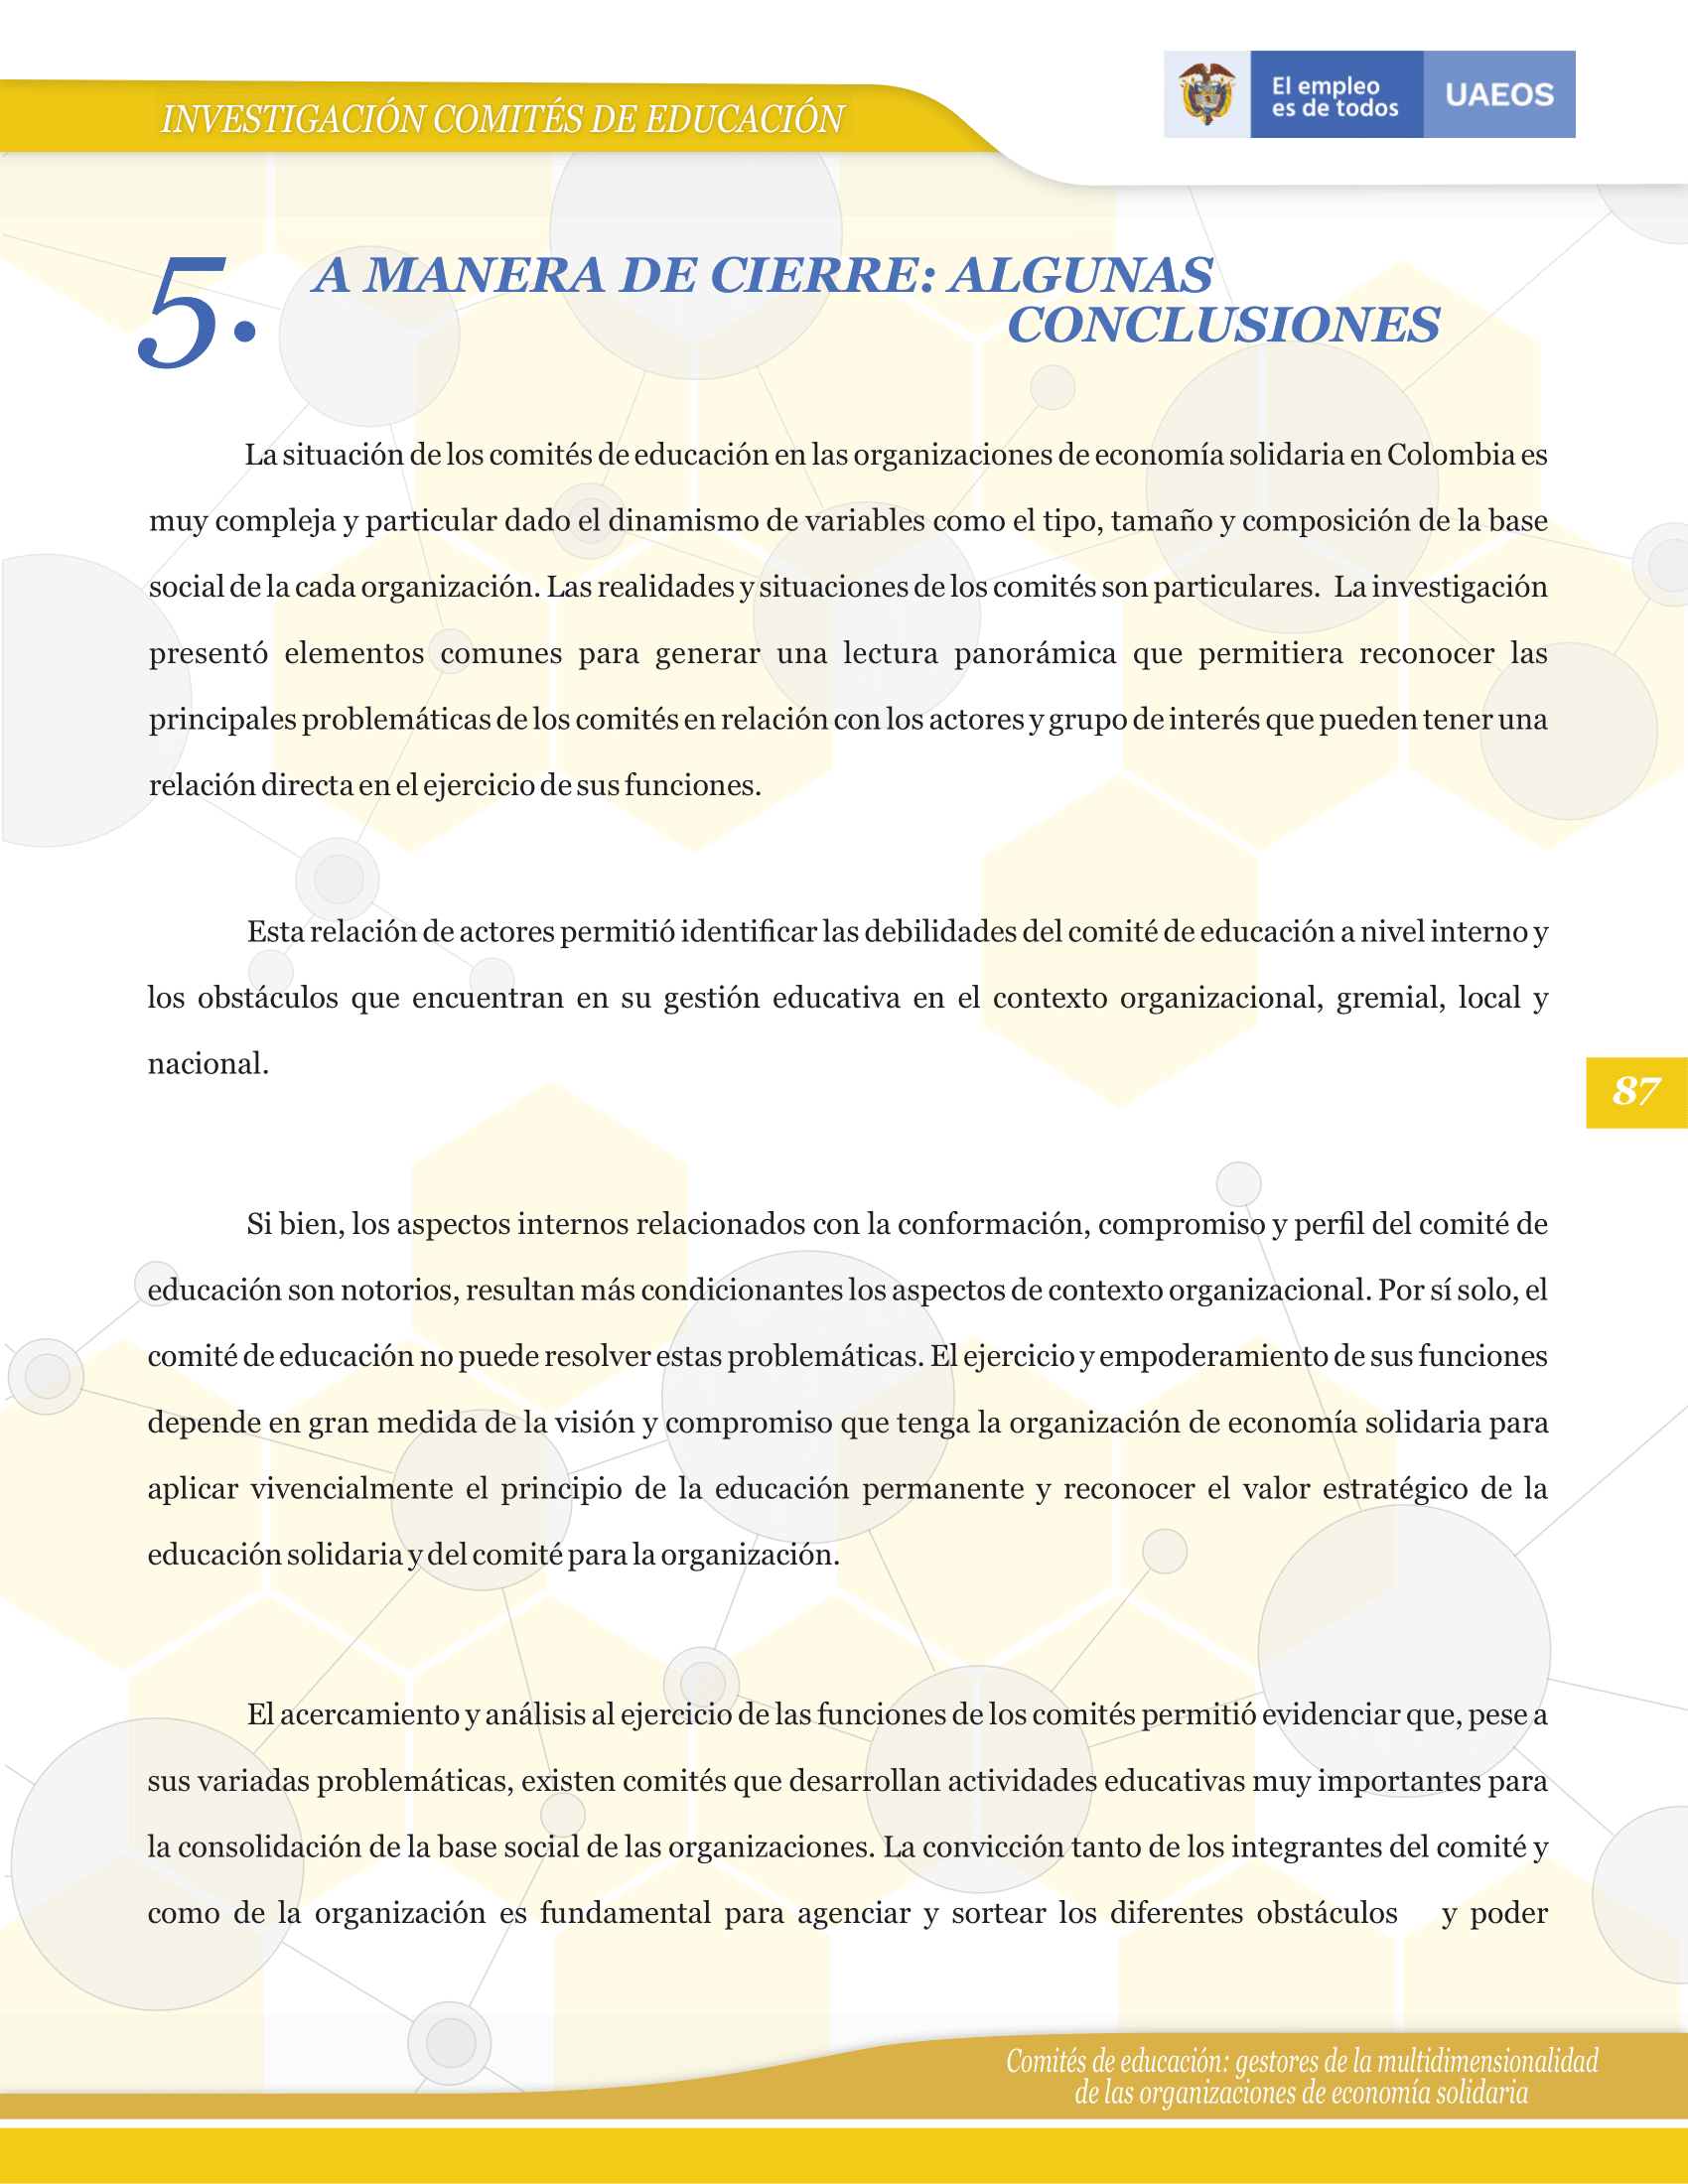 INVESTIGACIÓN COMITÉS DE EDUCACIÓN
El empleo
es de todos
UAEOS
5. A MANERA DE CIERRE: ALGUNAS
CONCLUSIONES
La situación de los comités de educación en las organizaciones de economía solidaria en Colombia es
muy compleja y particular dado el dinamismo de variables como el tipo, tamaño y composición de la base
social de la cada organización. Las realidades y situaciones de los comités son particulares. La investigación
presentó elementos comunes para generar una lectura panorámica que permitiera reconocer las
principales problemáticas de los comités en relación con los actores y grupo de interés que pueden tener una
relación directa en el ejercicio de sus funciones.
Esta relación de actores permitió identificar las debilidades del comité de educación a nivel interno y
los obstáculos que encuentran en su gestión educativa en el contexto organizacional, gremial, local y
nacional.
87
Si bien, los aspectos internos relacionados con la conformación, compromiso y perfil del comité de
educación son notorios, resultan más condicionantes los aspectos de contexto organizacional. Por sí solo, el
comité de educación no puede resolver estas problemáticas. El ejercicio y empoderamiento de sus funciones
depende en gran medida de la visión y compromiso que tenga la organización de economía solidaria para
aplicar vivencialmente el principio de la educación permanente y reconocer el valor estratégico de la
educación solidaria y del comité para la organización.
El acercamiento y análisis al ejercicio de las funciones de los comités permitió evidenciar que, pese a
sus variadas problemáticas, existen comités que desarrollan actividades educativas muy importantes para
la consolidación de la base social de las organizaciones. La convicción tanto de los integrantes del comité y
como de la organización es fundamental para agenciar y sortear los diferentes obstáculos y poder
Comités de educación: gestores de la multidimensionalidad
de las organizaciones de economía solidaria